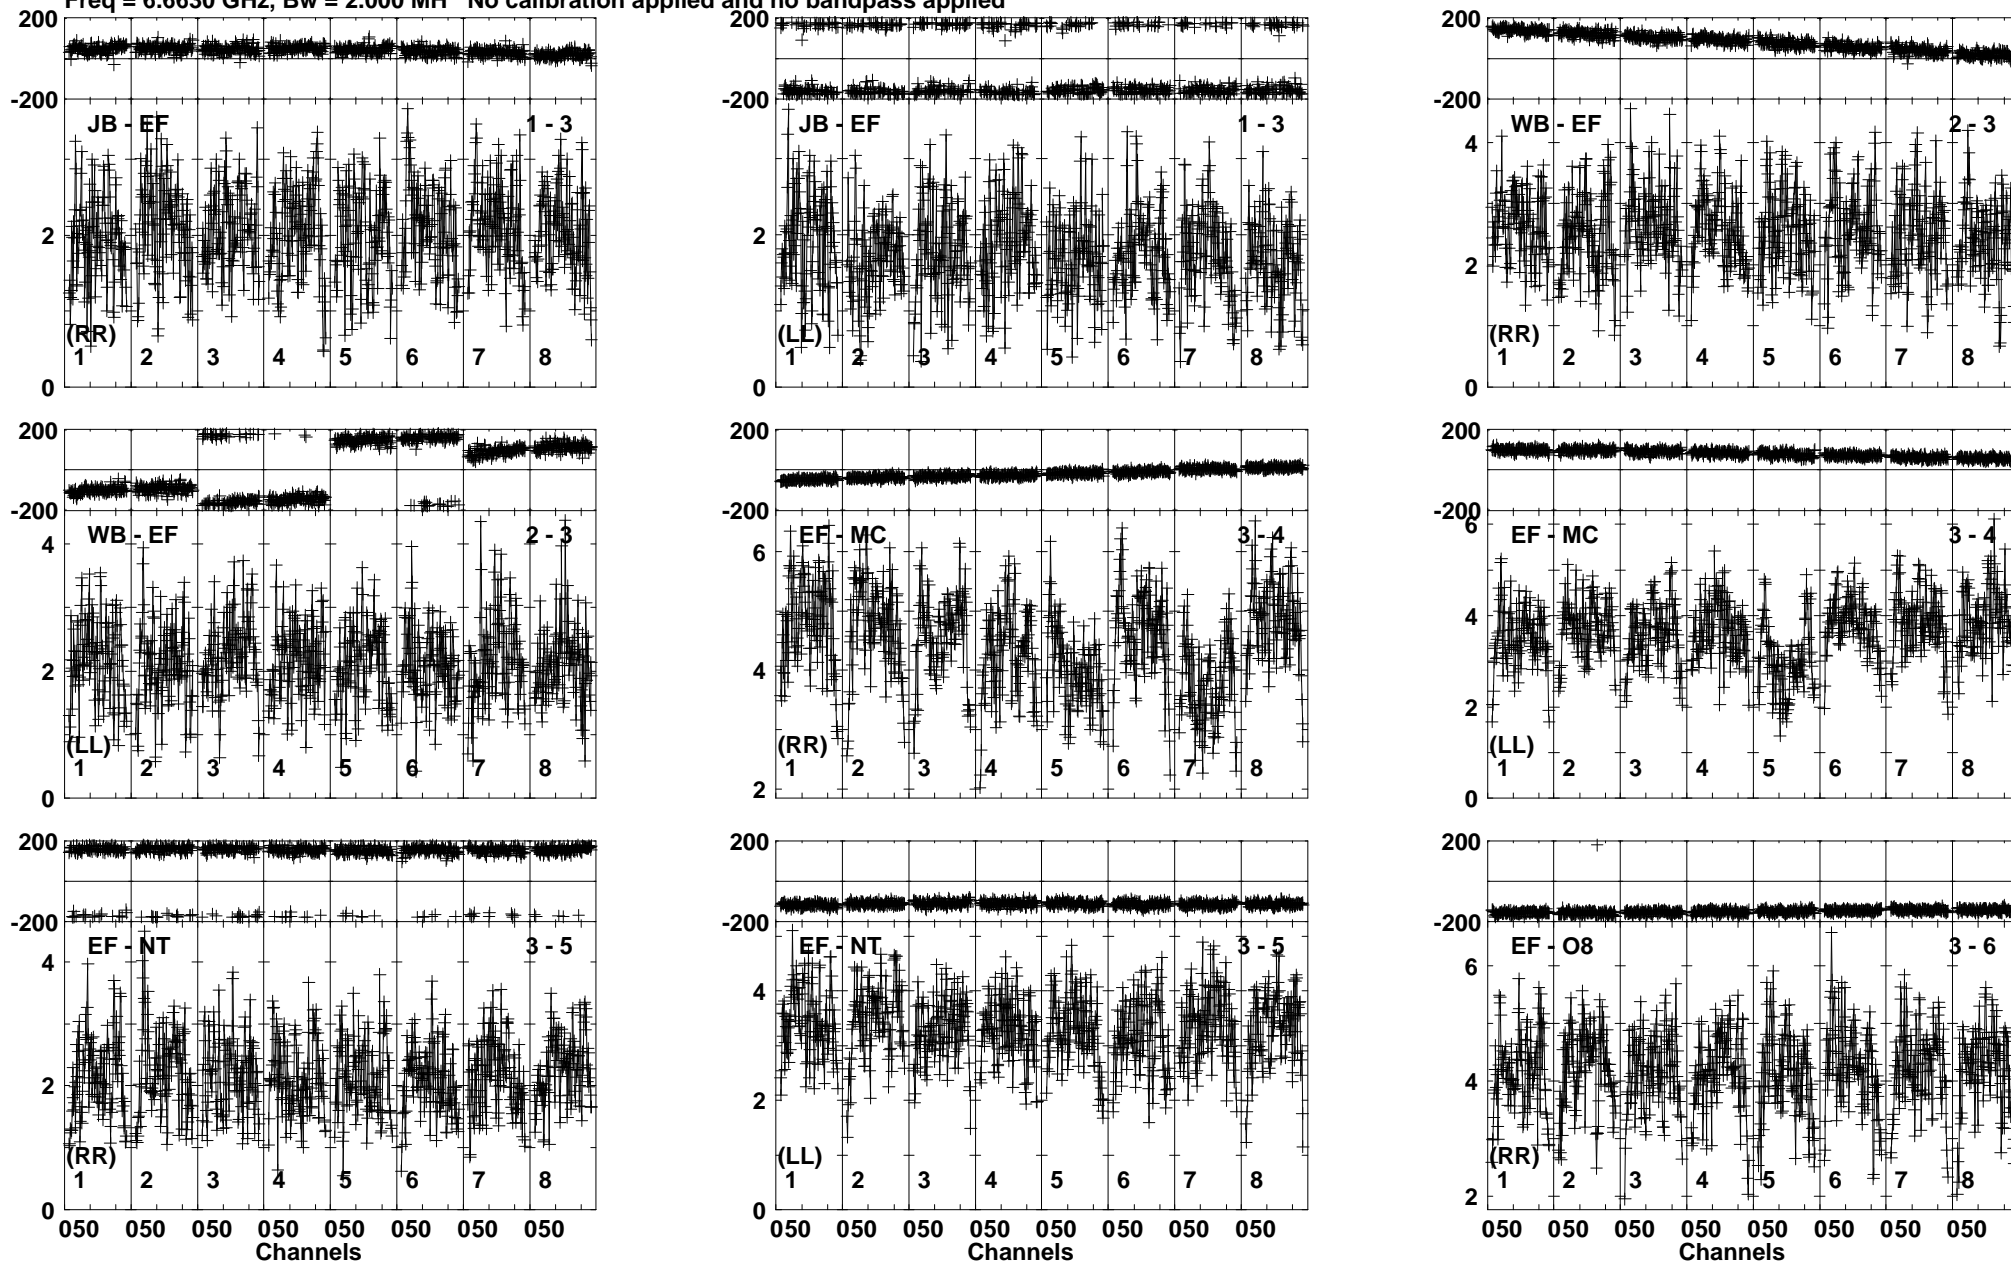 Freq = 6.6630 GHz, Bw = 2.000 MH No calibration applied and no bandpass applied
200
-200
JB - EF 1 - 3
2
(RR)
1 2 3 4 5 6 7 8
0
200
-200
JB - EF 1 - 3
2
(LL)
1 2 3 4 5 6 7 8
0
200
-200
WB - EF 2 - 3
4
2
(RR)
1 2 3 4 5 6 7 8
0
200
-200
WB - EF 2 - 3
4
2
(LL)
1 2 3 4 5 6 7 8
0
200
-200
EF - MC 3 - 4
6
4
(RR)
1 2 3 4 5 6 7 8
2
200
-200
6
EF - MC 3 - 4
4
2
(LL)
1 2 3 4 5 6 7 8
0
200
-200
EF - NT 3 - 5
4
2
(RR)
1 2 3 4 5 6 7 8
0
050 050 050 050 050 050 050 050
Channels
200
-200
EF - NT 3 - 5
4
2
(LL)
1 2 3 4 5 6 7 8
0
050 050 050 050 050 050 050 050
Channels
200
-200
EF - O8 3 - 6
6
4
(RR)
1 2 3 4 5 6 7 8
2
050 050 050 050 050 050 050 050
Channels